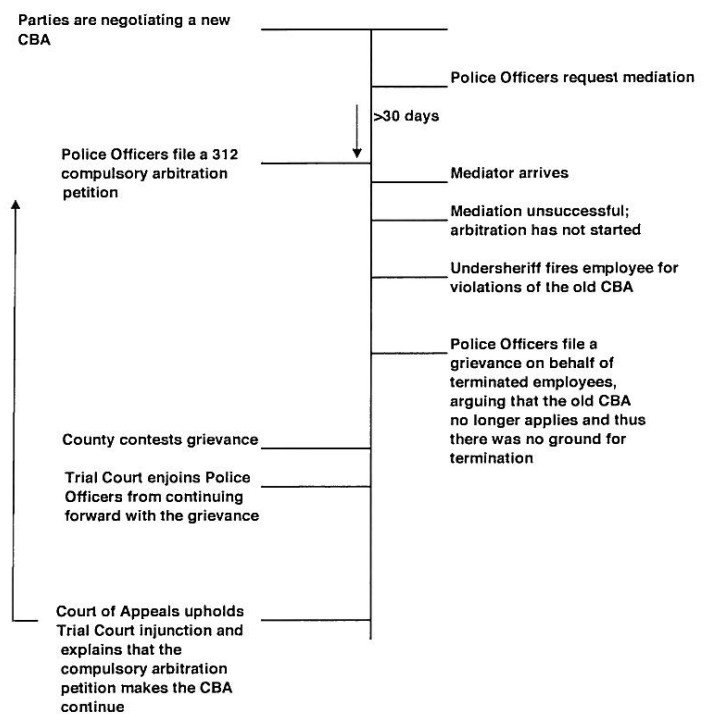 Parties are negotiating a new
CBA
Police Officers request mediation
>30 days
Police Officers file a 312
compulsory arbitration
petition
Mediator arrives
Mediation unsuccessful;
arbitration has not started
Undersheriff fires employee for
violations of the old CBA
Police Officers file a
grievance on behalf of
terminated employees,
arguing that the old CBA
no longer applies and thus
there was no ground for
termination
County contests grievance
Trial Court enjoins Police
Officers from continuing
forward with the grievance
Court of Appeals upholds
Trial Court injunction and
explains that the
compulsory arbitration
petition makes the CBA
continue